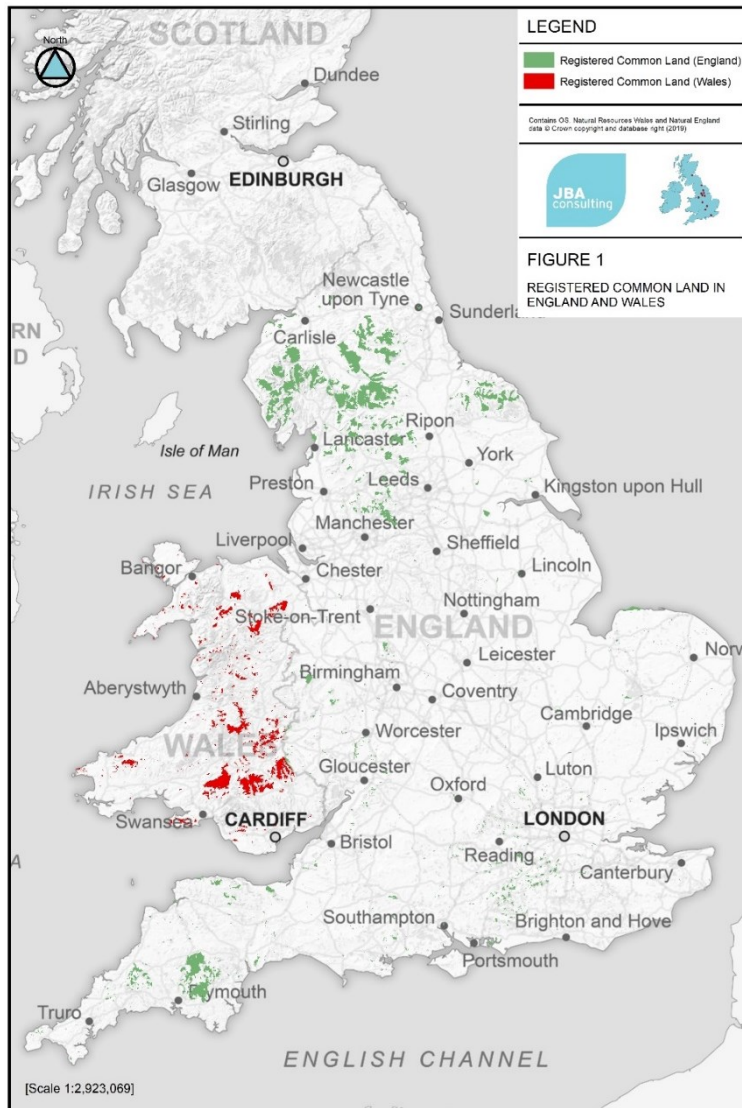 SCOTLAND
North
Dundee
Stirling
EDINBURGH
Glasgow
Newcastle
upon Tyne
Sunderland
Carlisle
RN
D
Ripon
Lancaster
Isle of Man
York
IRISH SEA
Preston
Leeds
Kingston upon Hull
Manchester
Liverpool
Sheffield
Bangor
Chester
Lincoln
Stoke-on-Trent
Nottingham
ENGLAND
Leicester
Norw
Birmingham
Aberystwyth
Coventry
Cambridge
Worcester
Ipswich
WALES
Gloucester
Luton
Oxford
Swansea
CARDIFF
LONDON
Bristol
Reading
A
Canterbury
Southampton
Brighton and Hove
Portsmouth
Plymouth
Truro
ENGLISH CHANNEL
[Scale 1:2,923,069]
LEGEND
Registered Common Land (England)
Registered Common Land (Wales)
Contains OS, Natural Resources Wales and Natural England
data © Crown copyright and database right (2019)
JBA
consulting
FIGURE 1
REGISTERED COMMON LAND IN
ENGLAND AND WALES